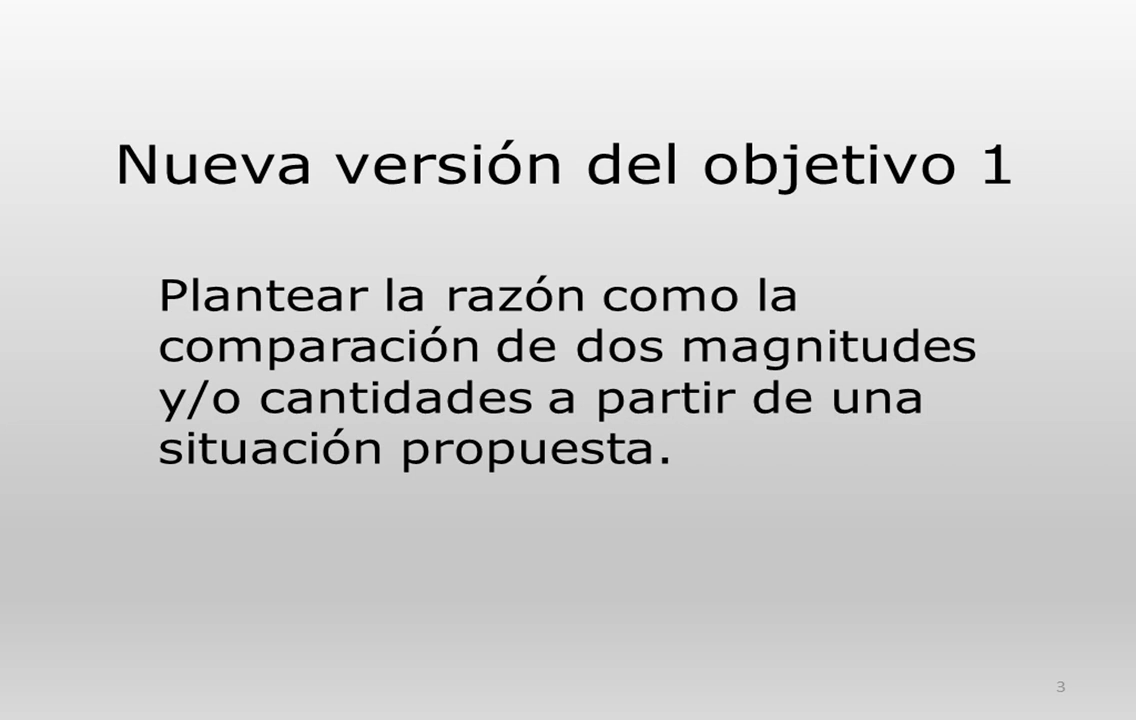 Nueva versión del objetivo 1
Plantear la razón como la
comparación de dos magnitudes
y/o cantidades a partir de una
situación propuesta.
3